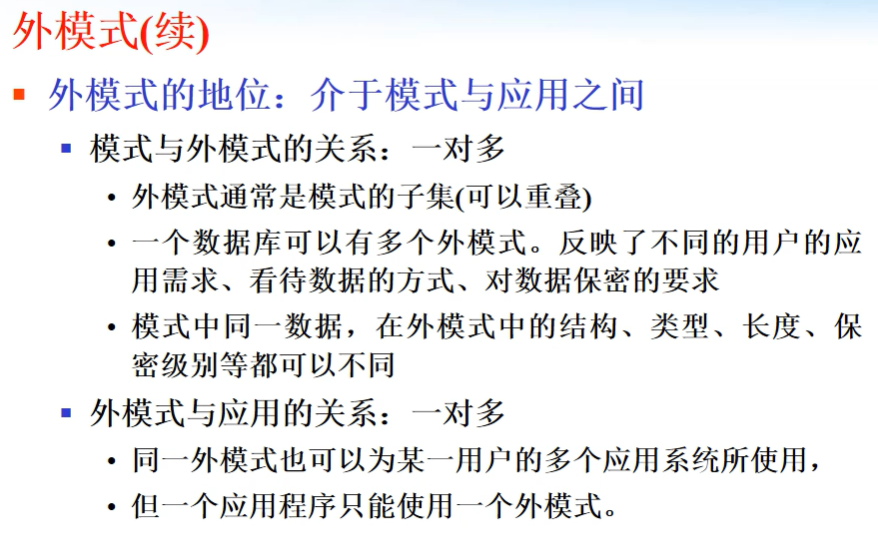 外模式(续)
外模式的地位：介于模式与应用之间
模式与外模式的关系：一对多
外模式通常是模式的子集(可以重叠)
一个数据库可以有多个外模式。反映了不同的用户的应
用需求、看待数据的方式、对数据保密的要求
模式中同一数据，在外模式中的结构、类型、长度、保
密级别等都可以不同
外模式与应用的关系：一对多
同一外模式也可以为某一用户的多个应用系统所使用，
但一个应用程序只能使用一个外模式。